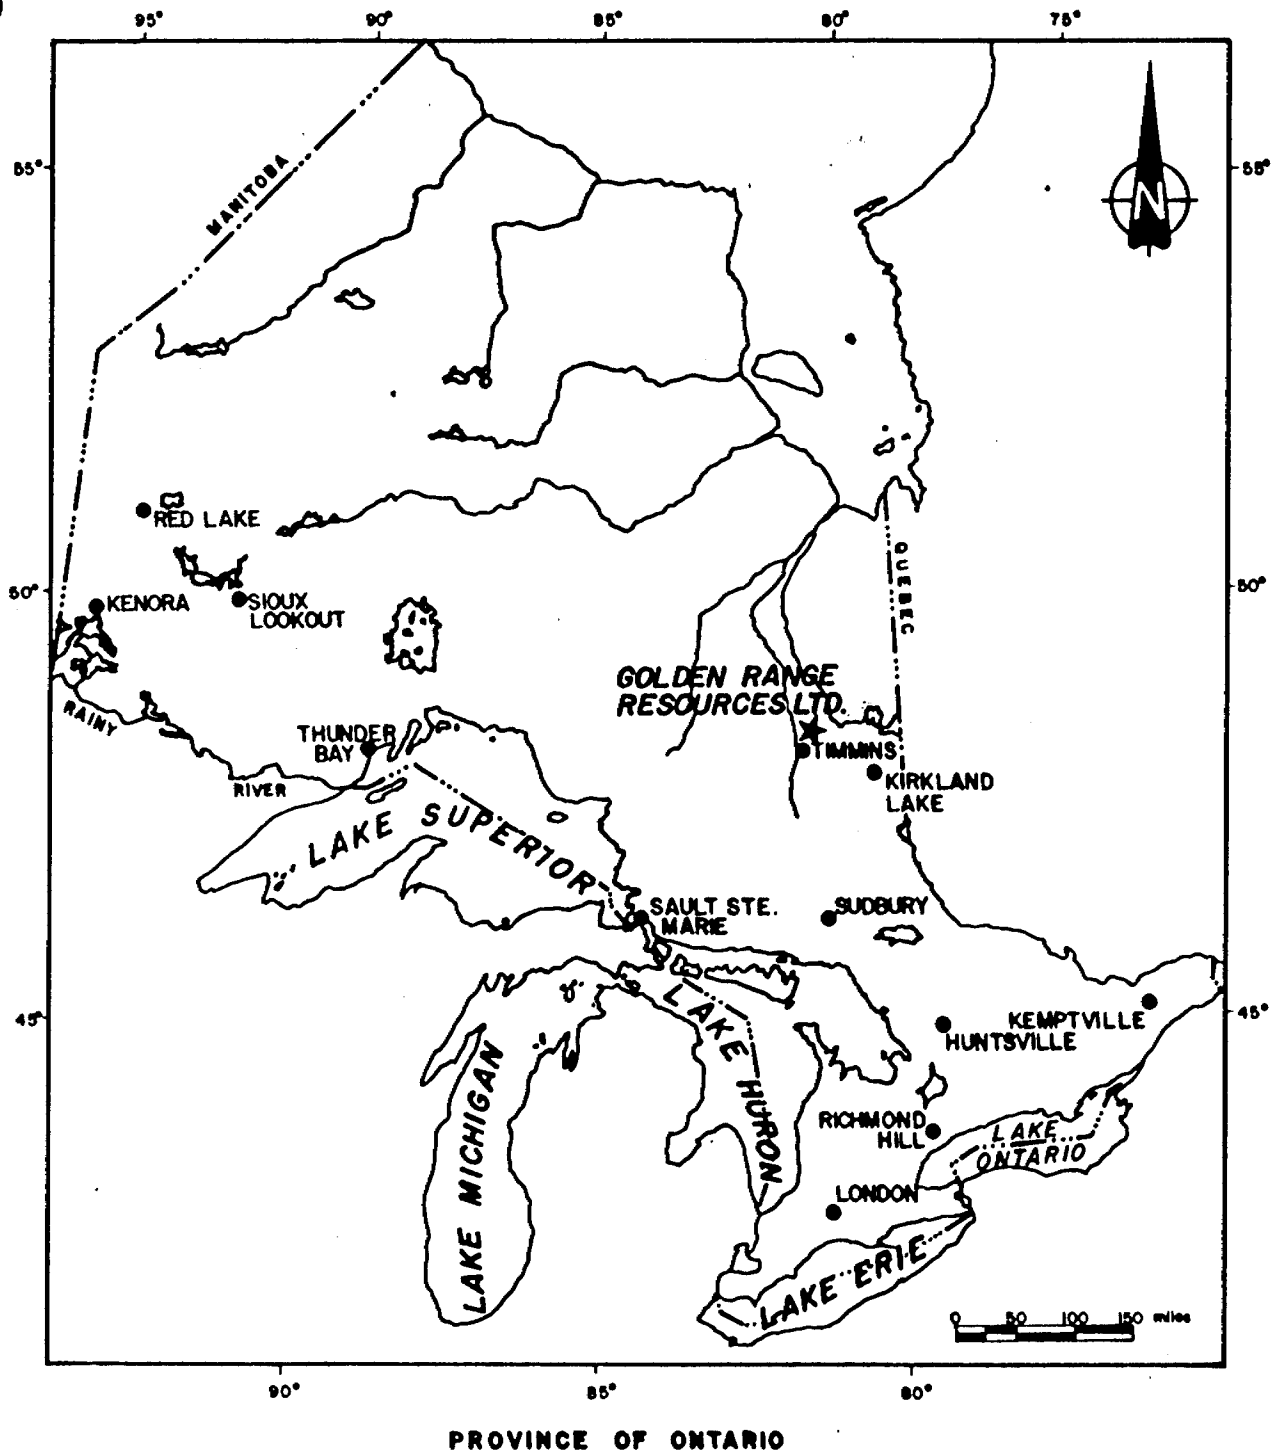 95° 90° 85° 80° 75°
55° 55°
N
MANITOBA
RED LAKE
50° 50°
KENORA
SIOUX
LOOKOUT
QUEBEC
GOLDEN RANGE
RESOURCES LTD.
RAINY
RIVER
THUNDER
BAY
TIMMINS
KIRKLAND
LAKE
LAKE SUPERIOR
SAULT STE.
MARIE
SUDBURY
45° 45°
LAKE HURON
KEMPTVILLE
HUNTSVILLE
LAKE MICHIGAN
RICHMOND
HILL
LAKE
ONTARIO
LONDON
LAKE ERIE
0 50 100 150 miles
90° 85° 80°
PROVINCE OF ONTARIO